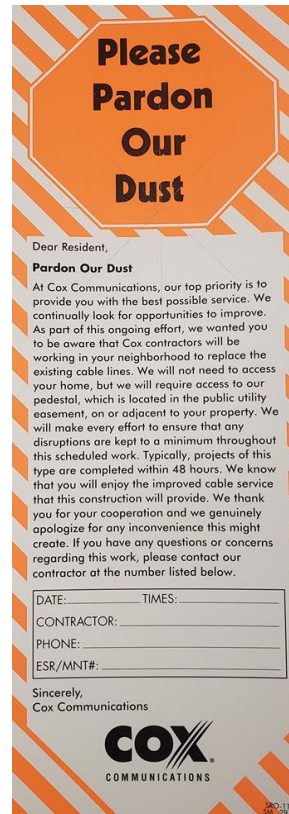 Please
Pardon
Our
Dust
Dear Resident,
Pardon Our Dust
At Cox Communications, our top priority is to
provide you with the best possible service. We
continually look for opportunities to improve.
As part of this ongoing effort, we wanted you
to be aware that Cox contractors will be
working in your neighborhood to replace the
existing cable lines. We will not need to access
your home, but we will require access to our
pedestal, which is located in the public utility
easement, on or adjacent to your property. We
will make every effort to ensure that any
disruptions are kept to a minimum throughout
this scheduled work. Typically, projects of this
type are completed within 48 hours. We know
that you will enjoy the improved cable service
that this construction will provide. We thank
you for your cooperation and we genuinely
apologize for any inconvenience this might
create. If you have any questions or concerns
regarding this work, please contact our
contractor at the number listed below.
DATE: TIMES:
CONTRACTOR:
PHONE:
ESR/MNT#:
Sincerely,
Cox Communications
COX®
COMMUNICATIONS
SRO-11